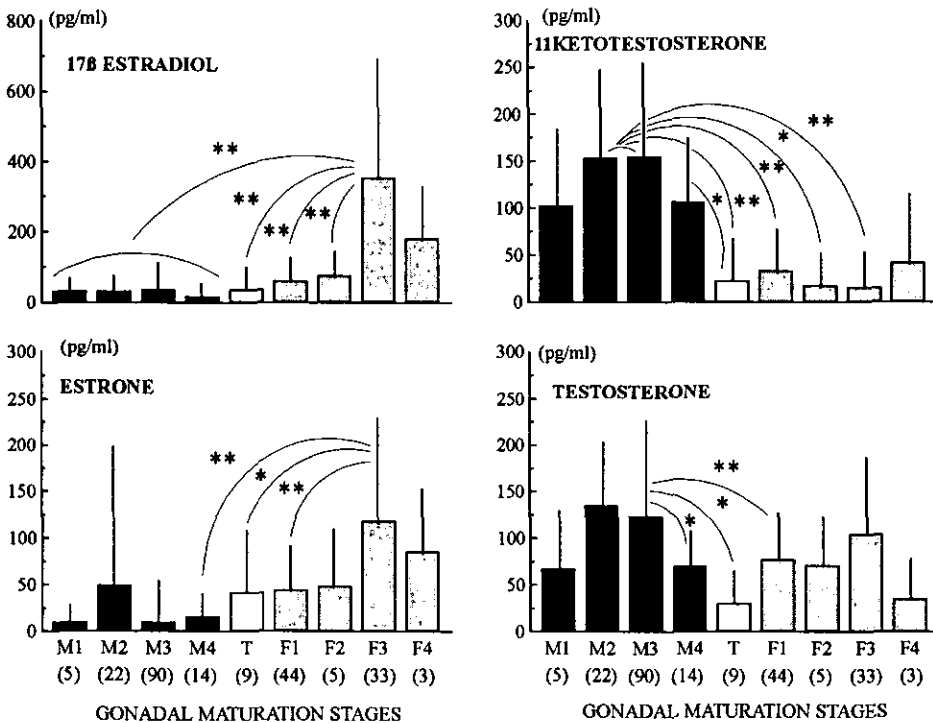 800 (pg/ml)
17ß ESTRADIOL
600
400
200
0
** ** ** **
300 (pg/ml)
11KETOTESTOSTERONE
250
200
150
100
50
0
* ** ** * **
300 (pg/ml)
ESTRONE
250
200
150
100
50
0
** * **
M1 M2 M3 M4 T F1 F2 F3 F4
(5) (22) (90) (14) (9) (44) (5) (33) (3)
GONADAL MATURATION STAGES
300 (pg/ml)
TESTOSTERONE
250
200
150
100
50
0
* * **
M1 M2 M3 M4 T F1 F2 F3 F4
(5) (22) (90) (14) (9) (44) (5) (33) (3)
GONADAL MATURATION STAGES